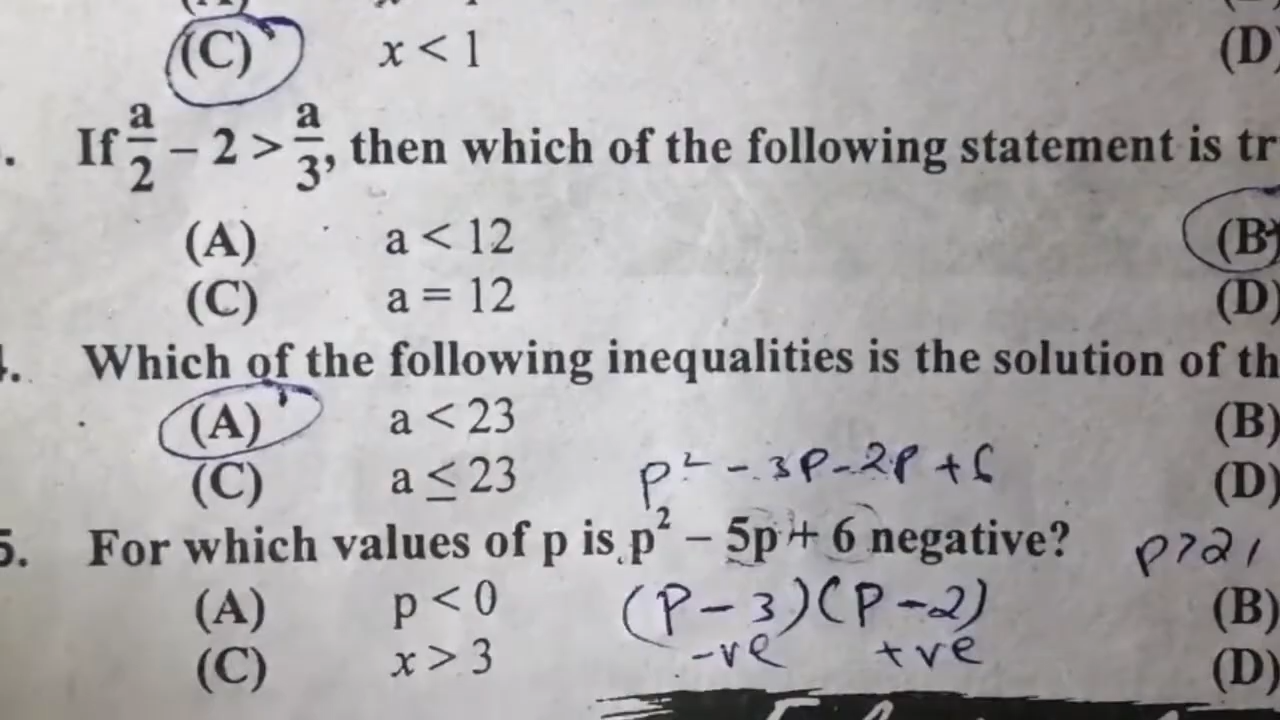 (C) x < 1 (D)
. If a/2 − 2 > a/3, then which of the following statement is tr
(A) a < 12 (B)
(C) a = 12 (D)
4. Which of the following inequalities is the solution of th
(A) a < 23 (B)
(C) a ≤ 23 (D)
p² - 3p - 2p + 6
5. For which values of p is p² − 5p + 6 negative? p>2,
(A) p < 0 (B)
(P-3)(P-2)
(C) x > 3 (D)
-ve +ve